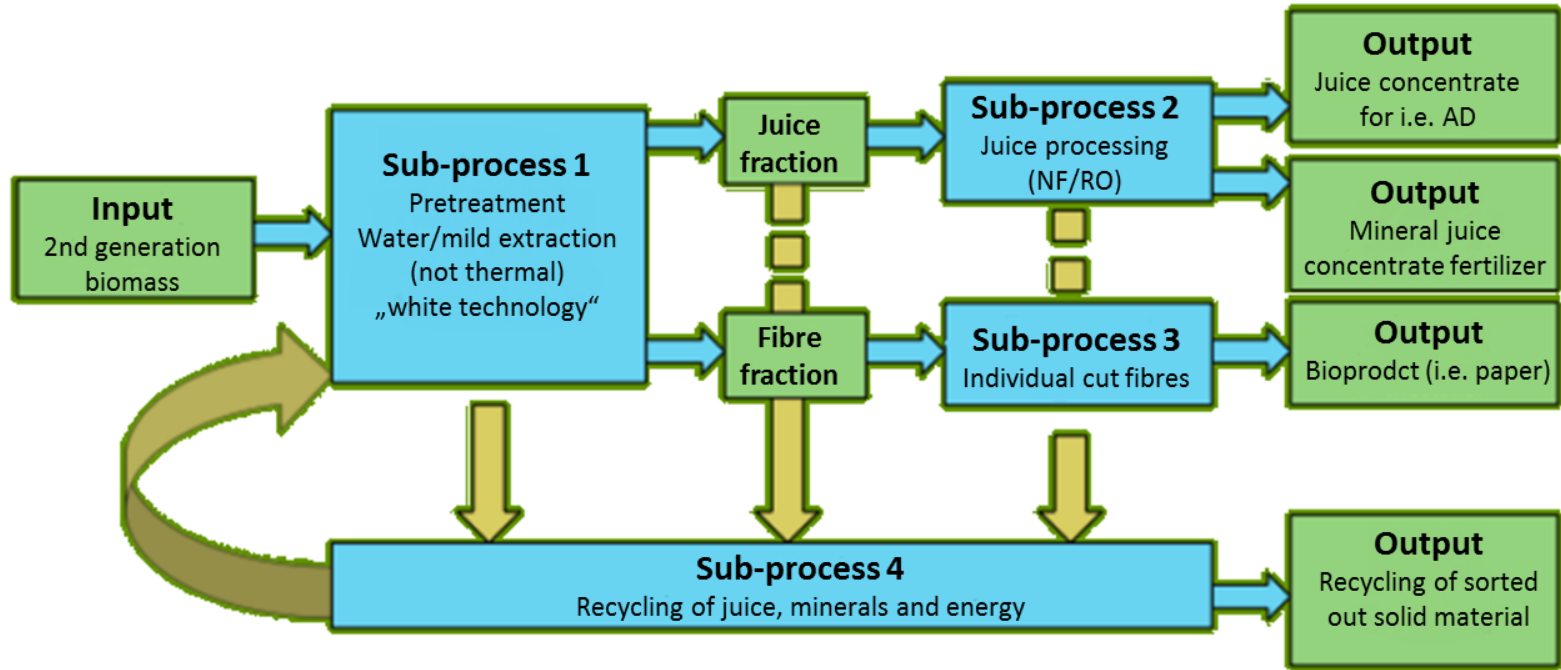 Input
2nd generation
biomass
Sub-process 1
Pretreatment
Water/mild extraction
(not thermal)
„white technology“
Juice
fraction
Fibre
fraction
Sub-process 2
Juice processing
(NF/RO)
Sub-process 3
Individual cut fibres
Output
Juice concentrate
for i.e. AD
Output
Mineral juice
concentrate fertilizer
Output
Bioprodct (i.e. paper)
Sub-process 4
Recycling of juice, minerals and energy
Output
Recycling of sorted
out solid material